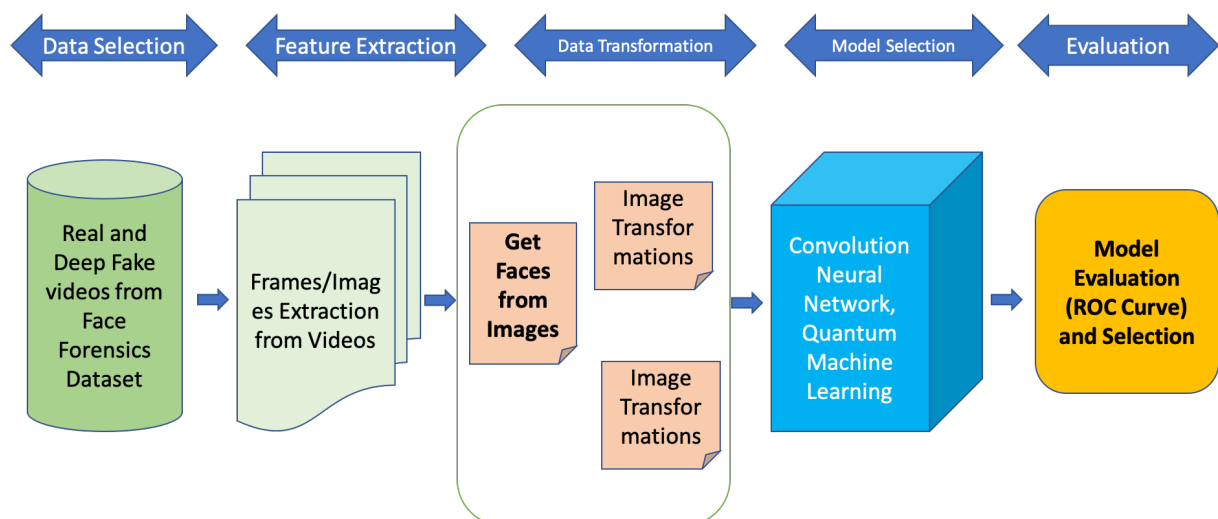 Data Selection
Feature Extraction
Data Transformation
Model Selection
Evaluation
Real and
Deep Fake
videos from
Face
Forensics
Dataset
Frames/Imag
es Extraction
from Videos
Get
Faces
from
Images
Image
Transfor
mations
Image
Transfor
mations
Convolution
Neural
Network,
Quantum
Machine
Learning
Model
Evaluation
(ROC Curve)
and Selection